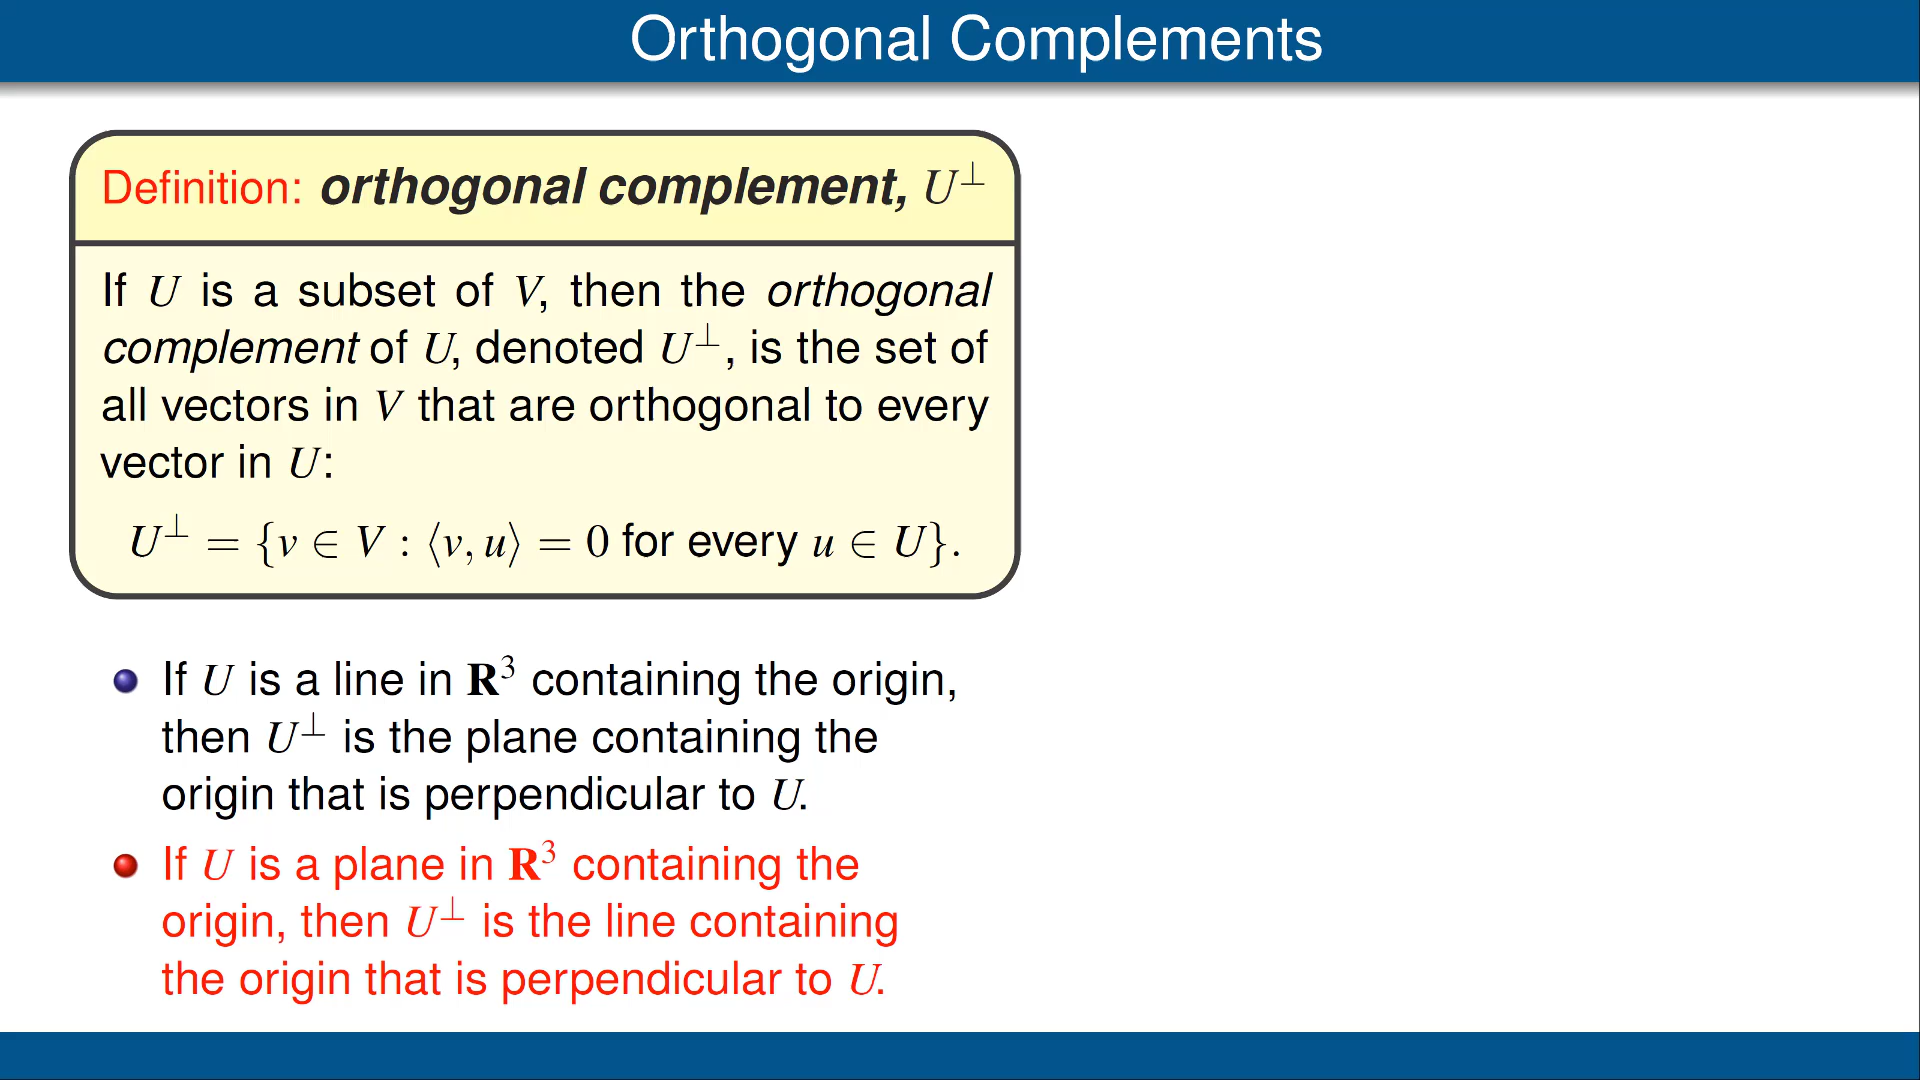 Orthogonal Complements
Definition: orthogonal complement, U⊥
If U is a subset of V, then the orthogonal
complement of U, denoted U⊥, is the set of
all vectors in V that are orthogonal to every
vector in U:
U⊥ = {v ∈ V : ⟨v, u⟩ = 0 for every u ∈ U}.
If U is a line in R³ containing the origin,
then U⊥ is the plane containing the
origin that is perpendicular to U.
If U is a plane in R³ containing the
origin, then U⊥ is the line containing
the origin that is perpendicular to U.